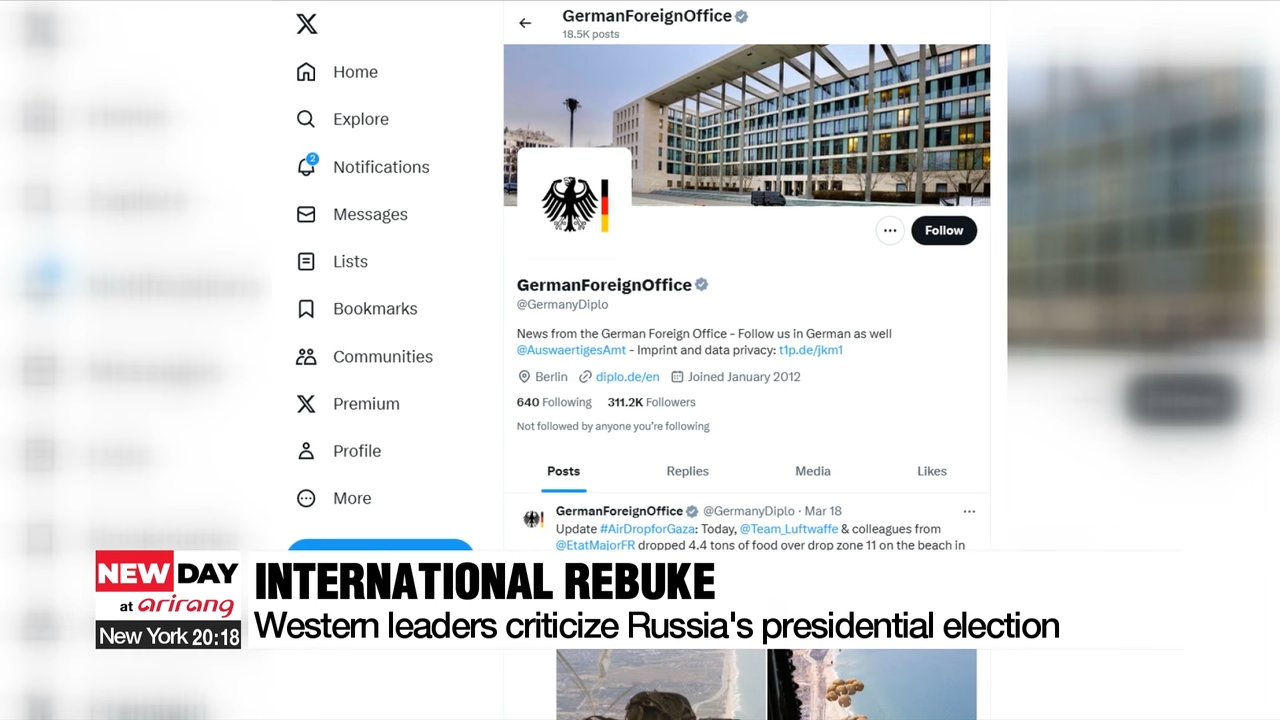 GermanForeignOffice
18.5K posts
Home
Explore
2
Notifications
Messages
Lists
Bookmarks
Communities
Premium
Profile
More
Follow
GermanForeignOffice
@GermanyDiplo
News from the German Foreign Office - Follow us in German as well
@AuswaertigesAmt - Imprint and data privacy: t1p.de/jkm1
Berlin diplo.de/en Joined January 2012
640 Following 311.2K Followers
Not followed by anyone you're following
Posts Replies Media Likes
GermanForeignOffice @GermanyDiplo · Mar 18
Update #AirDropforGaza: Today, @Team_Luftwaffe & colleagues from
@EtatMajorFR dropped 4.4 tons of food over drop zone 11 on the beach in
NEW DAY
at arirang
New York 20:18
INTERNATIONAL REBUKE
Western leaders criticize Russia's presidential election